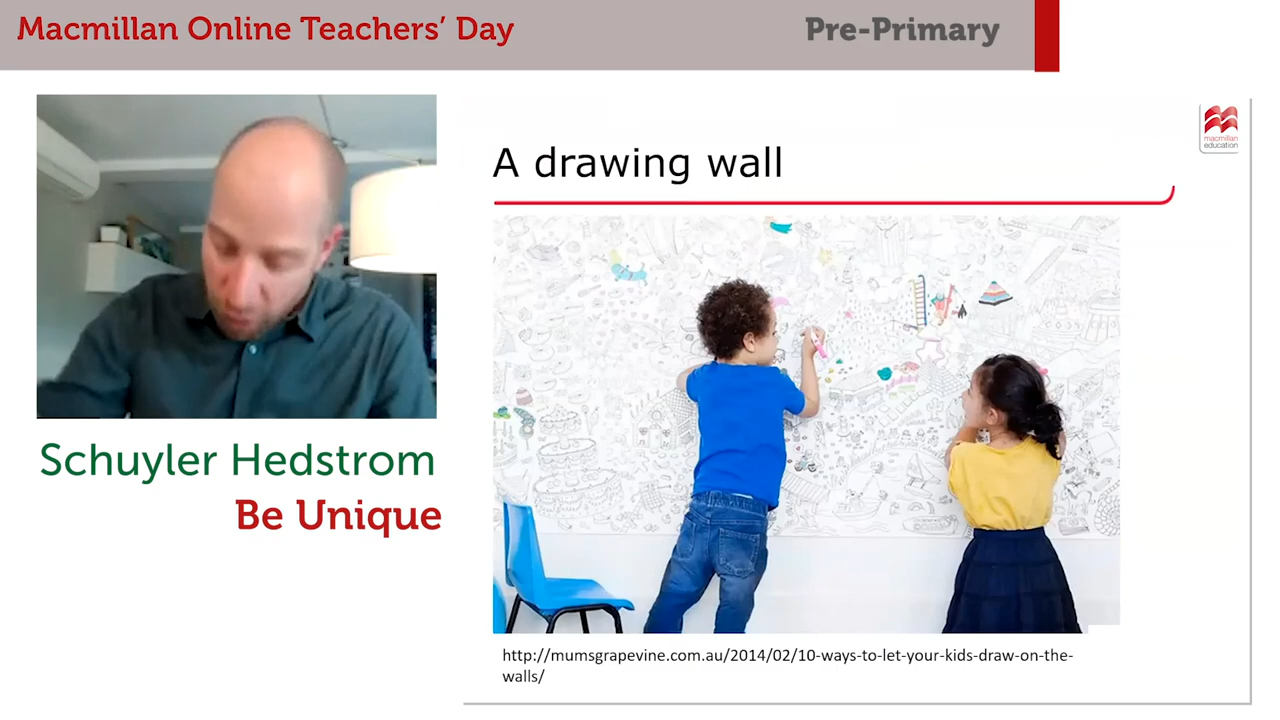 Macmillan Online Teachers’ Day
Pre-Primary
macmillan
education
A drawing wall
Schuyler Hedstrom
Be Unique
http://mumsgrapevine.com.au/2014/02/10-ways-to-let-your-kids-draw-on-the-
walls/